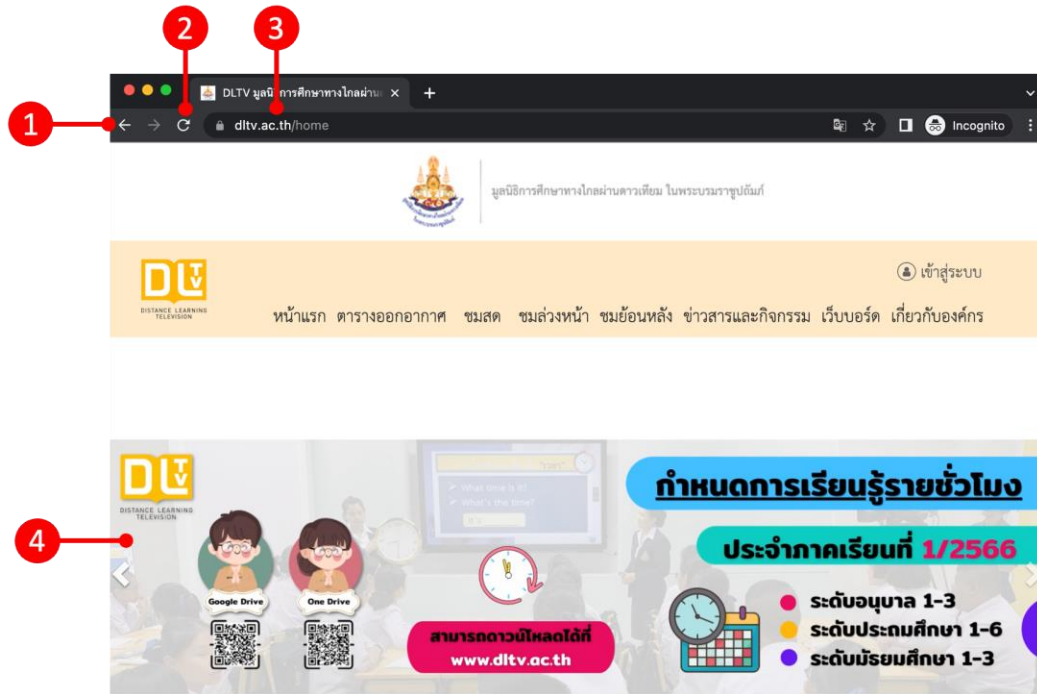 2 3
DLTV มูลนิธิการศึกษาทางไกลผ่าน
1
dltv.ac.th/home
Incognito
มูลนิธิการศึกษาทางไกลผ่านดาวเทียม ในพระบรมราชูปถัมภ์
DLTV
DISTANCE LEARNING
TELEVISION
เข้าสู่ระบบ
หน้าแรก ตารางออกอากาศ ชมสด ชมล่วงหน้า ชมย้อนหลัง ข่าวสารและกิจกรรม เว็บบอร์ด เกี่ยวกับองค์กร
DLTV
DISTANCE LEARNING
TELEVISION
What time is it?
What's the time?
กำหนดการเรียนรู้รายชั่วโมง
ประจำภาคเรียนที่ 1/2566
4
Google Drive
One Drive
สามารถดาวน์โหลดได้ที่
www.dltv.ac.th
ระดับอนุบาล 1-3
ระดับประถมศึกษา 1-6
ระดับมัธยมศึกษา 1-3